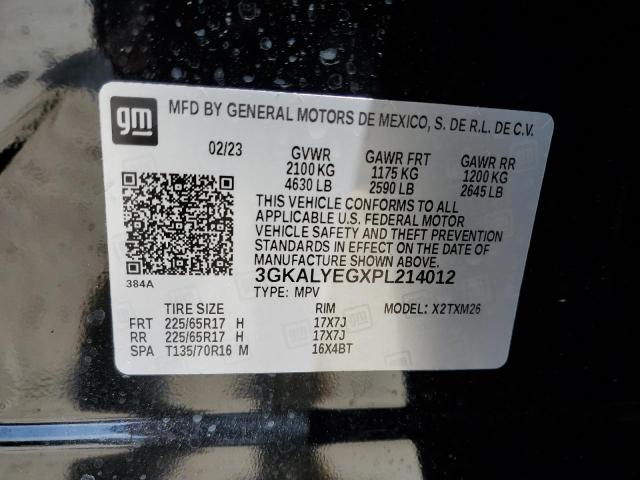 gm
MFD BY GENERAL MOTORS DE MEXICO, S. DE R.L. DE C.V.
02/23 GVWR GAWR FRT GAWR RR
2100 KG 1175 KG 1200 KG
4630 LB 2590 LB 2645 LB
THIS VEHICLE CONFORMS TO ALL
APPLICABLE U.S. FEDERAL MOTOR
VEHICLE SAFETY AND THEFT PREVENTION
STANDARDS IN EFFECT ON THE DATE OF
MANUFACTURE SHOWN ABOVE.
384A
3GKALYEGXPL214012
TYPE: MPV
TIRE SIZE RIM MODEL: X2TXM26
FRT 225/65R17 H 17X7J
RR 225/65R17 H 17X7J
SPA T135/70R16 M 16X4BT